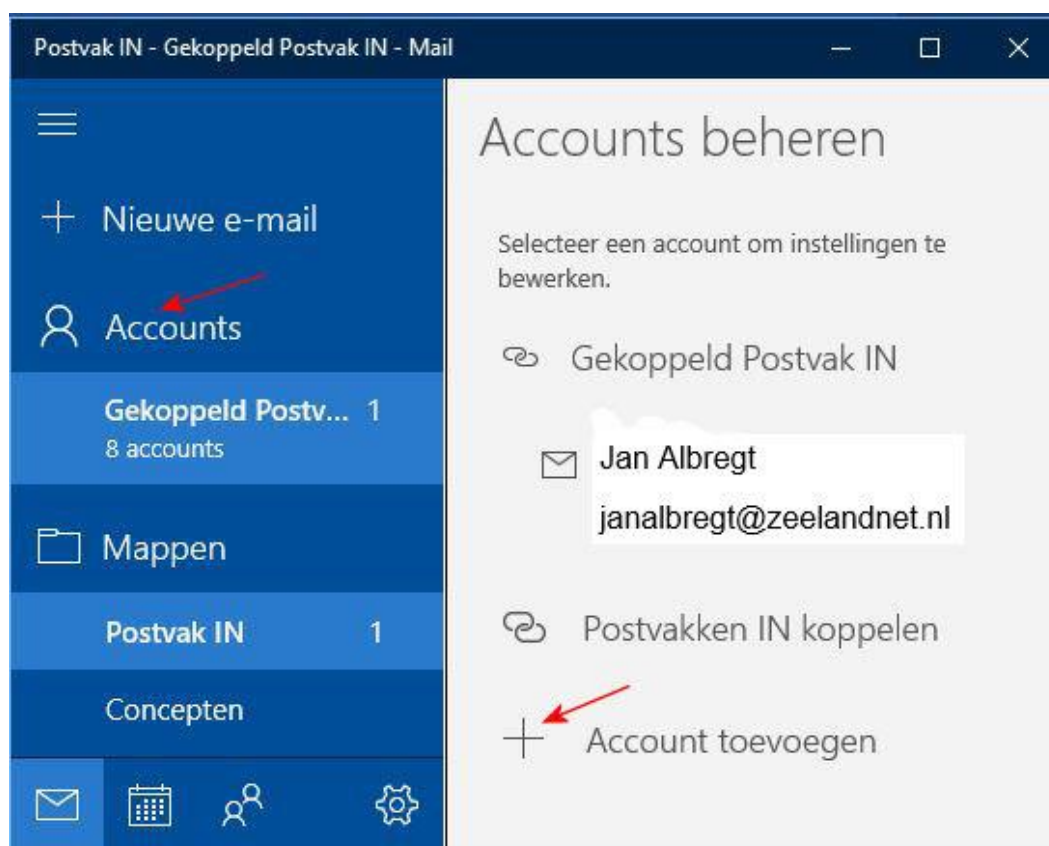 Postvak IN - Gekoppeld Postvak IN - Mail
Nieuwe e-mail
Accounts
Gekoppeld Postv... 1
8 accounts
Mappen
Postvak IN 1
Concepten
Accounts beheren
Selecteer een account om instellingen te
bewerken.
Gekoppeld Postvak IN
Jan Albregt
janalbregt@zeelandnet.nl
Postvakken IN koppelen
Account toevoegen